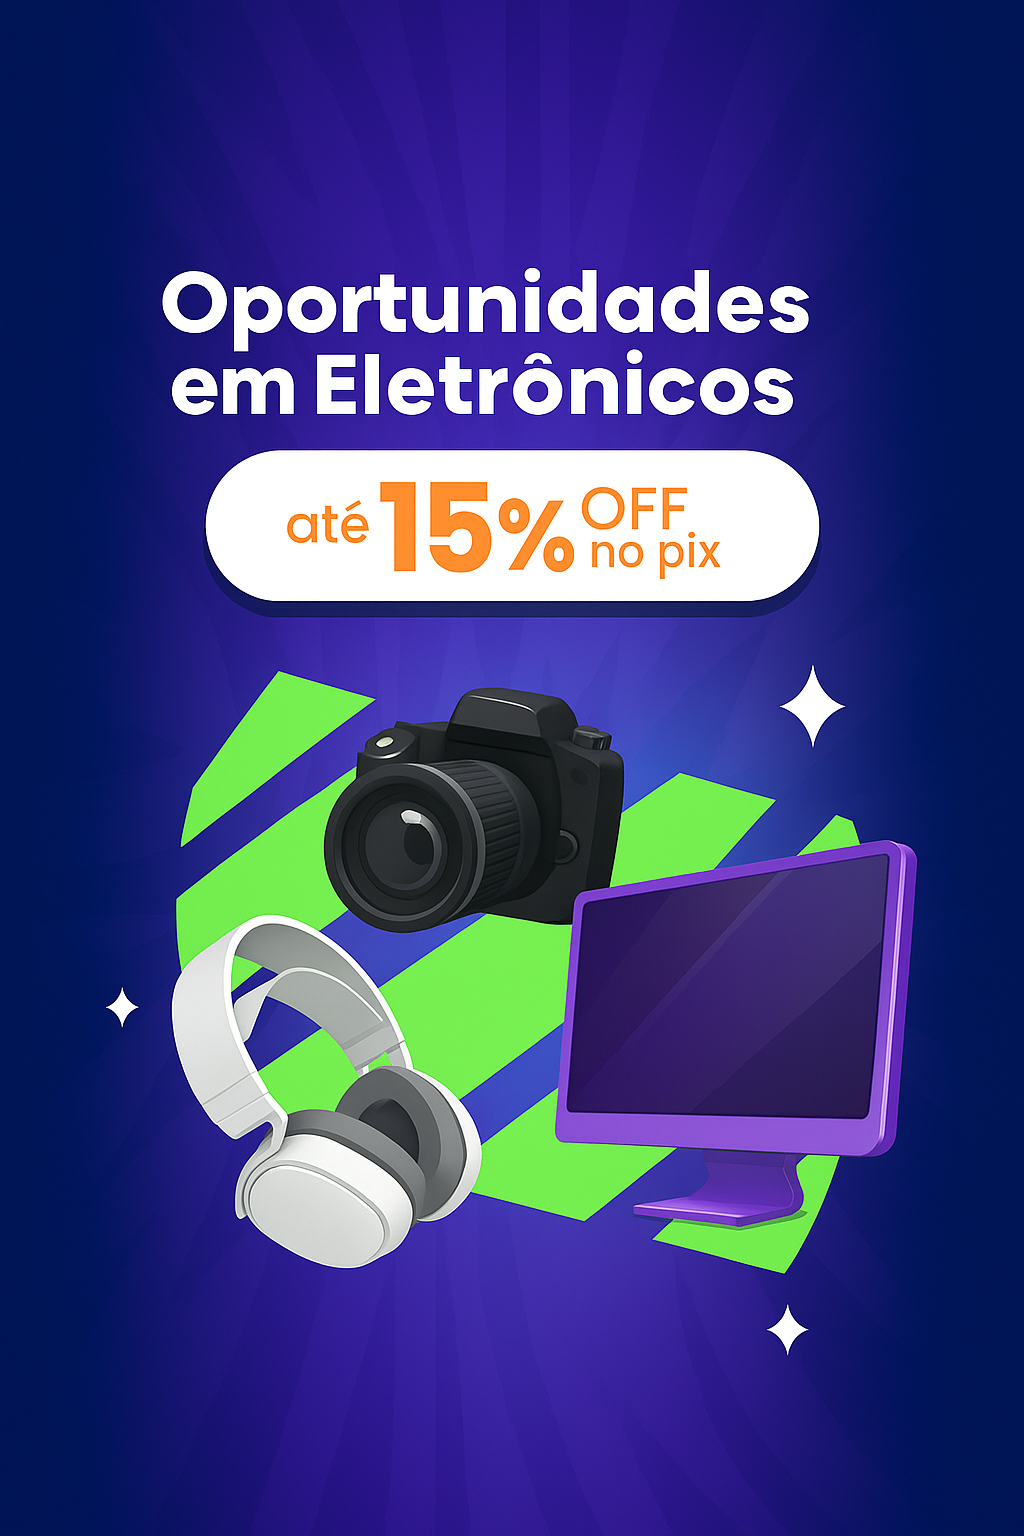 Oportunidades
em Eletrônicos
até 15% OFF
no pix